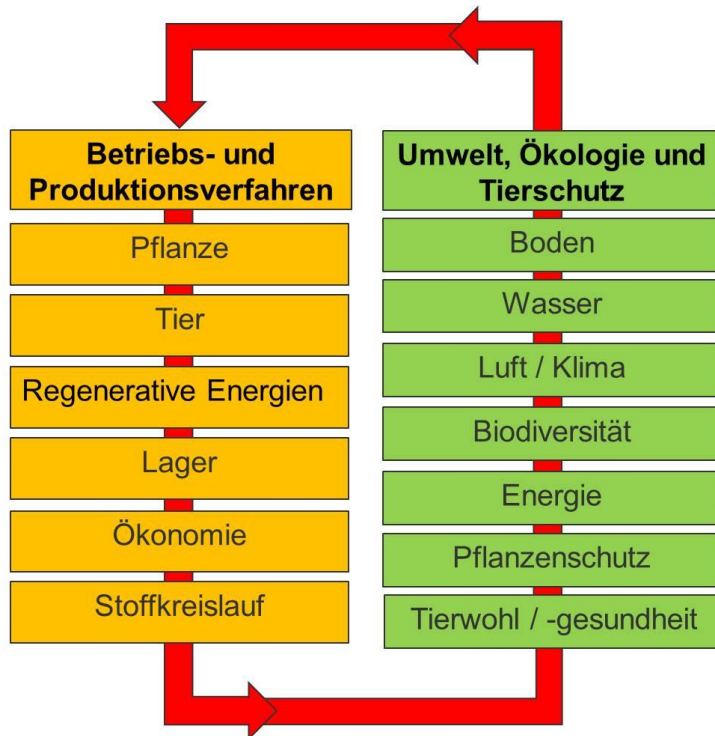 Betriebs- und
Produktionsverfahren
Pflanze
Tier
Regenerative Energien
Lager
Ökonomie
Stoffkreislauf
Umwelt, Ökologie und
Tierschutz
Boden
Wasser
Luft / Klima
Biodiversität
Energie
Pflanzenschutz
Tierwohl / -gesundheit